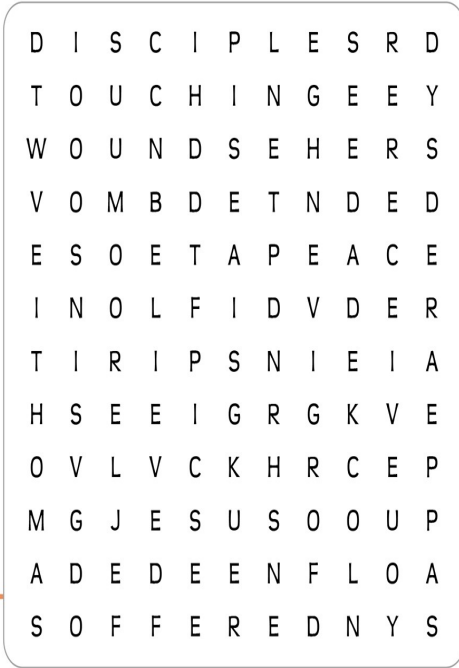 D I S C I P L E S R D
T O U C H I N G E E Y
W O U N D S E H E R S
V O M B D E T N D E D
E S O E T A P E A C E
I N O L F I D V D E R
T I R I P S N I E I A
H S E E I G R G K V E
O V L V C K H R C E P
M G J E S U S O O U P
A D E D E E N F L O A
S O F F E R E D N Y S